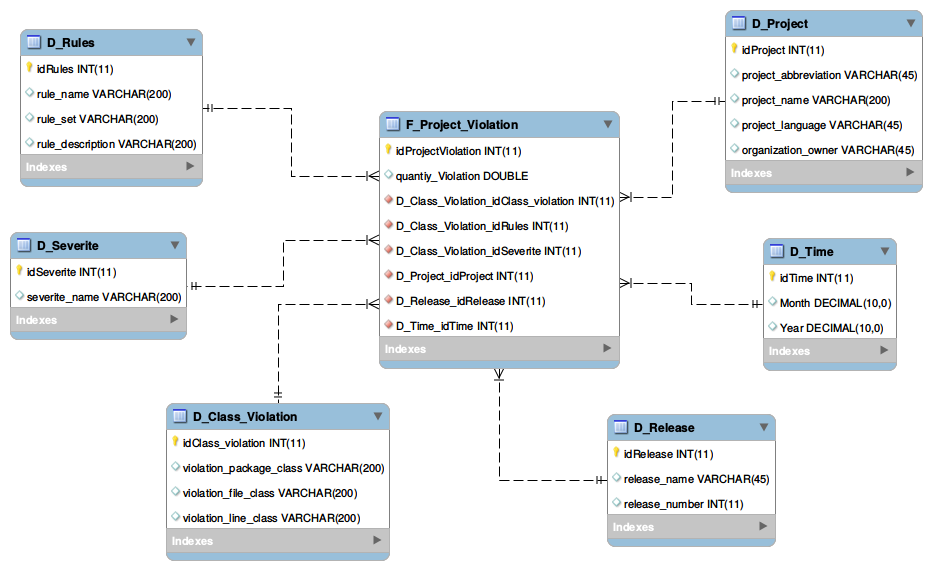 D_Rules
idRules INT(11)
rule_name VARCHAR(200)
rule_set VARCHAR(200)
rule_description VARCHAR(200)
Indexes
D_Project
idProject INT(11)
project_abbreviation VARCHAR(45)
project_name VARCHAR(200)
project_language VARCHAR(45)
organization_owner VARCHAR(45)
Indexes
F_Project_Violation
idProjectViolation INT(11)
quantiy_Violation DOUBLE
D_Class_Violation_idClass_violation INT(11)
D_Class_Violation_idRules INT(11)
D_Class_Violation_idSeverite INT(11)
D_Project_idProject INT(11)
D_Release_idRelease INT(11)
D_Time_idTime INT(11)
Indexes
D_Severite
idSeverite INT(11)
severite_name VARCHAR(200)
Indexes
D_Time
idTime INT(11)
Month DECIMAL(10,0)
Year DECIMAL(10,0)
Indexes
D_Class_Violation
idClass_violation INT(11)
violation_package_class VARCHAR(200)
violation_file_class VARCHAR(200)
violation_line_class VARCHAR(200)
Indexes
D_Release
idRelease INT(11)
release_name VARCHAR(45)
release_number INT(11)
Indexes